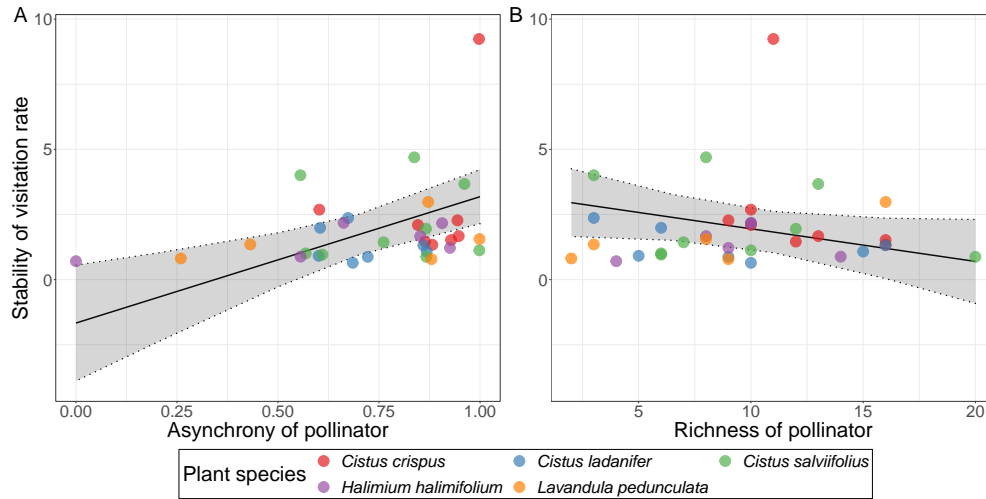 A
B
Stability of visitation rate
10
5
0
0.00 0.25 0.50 0.75 1.00
5 10 15 20
Asynchrony of pollinator
Richness of pollinator
Plant species
Cistus crispus
Cistus ladanifer
Cistus salviifolius
Halimium halimifolium
Lavandula pedunculata
10
5
0